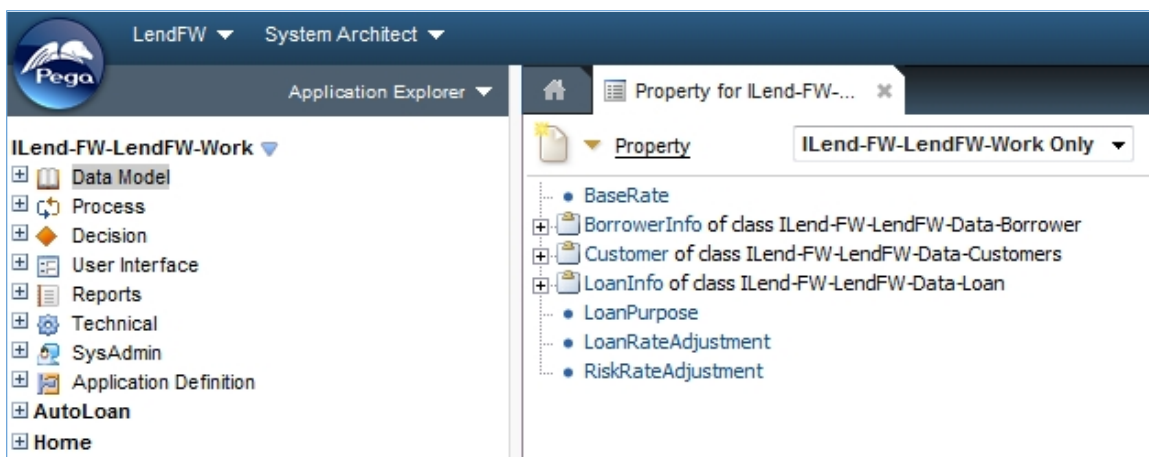 LendFW System Architect
Pega
Application Explorer
Property for ILend-FW-...
ILend-FW-LendFW-Work
Data Model
Process
Decision
User Interface
Reports
Technical
SysAdmin
Application Definition
AutoLoan
Home
Property ILend-FW-LendFW-Work Only
BaseRate
BorrowerInfo of class ILend-FW-LendFW-Data-Borrower
Customer of class ILend-FW-LendFW-Data-Customers
LoanInfo of class ILend-FW-LendFW-Data-Loan
LoanPurpose
LoanRateAdjustment
RiskRateAdjustment